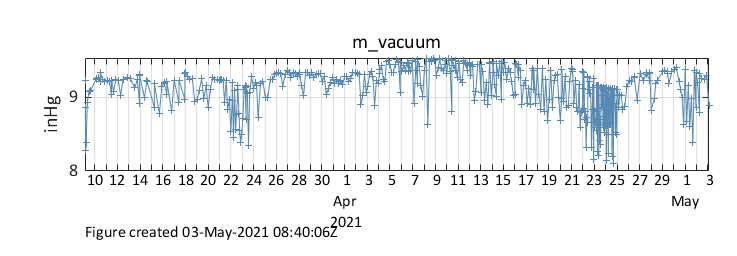 m_vacuum
inHg
9
8
10 12 14 16 18 20 22 24 26 28 30 1 3 5 7 9 11 13 15 17 19 21 23 25 27 29 1 3
Apr May
2021
Figure created 03-May-2021 08:40:06Z